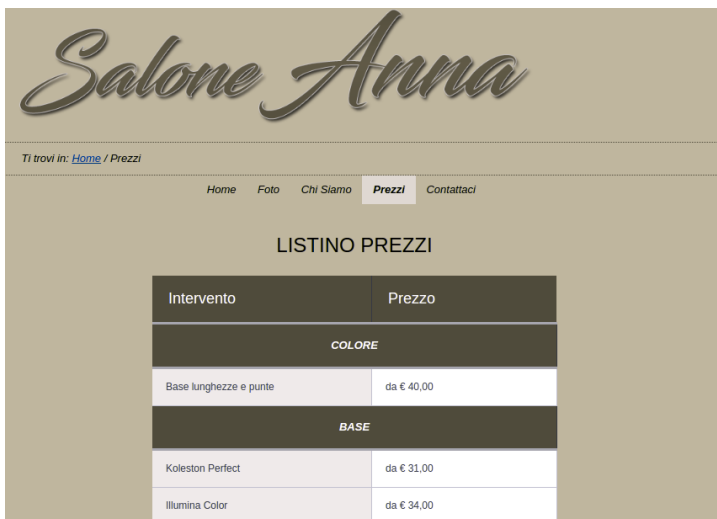 Salone Anna
Ti trovi in: Home / Prezzi
Home Foto Chi Siamo Prezzi Contattaci
LISTINO PREZZI
Intervento Prezzo
COLORE
Base lunghezze e punte da € 40,00
BASE
Koleston Perfect da € 31,00
Illumina Color da € 34,00